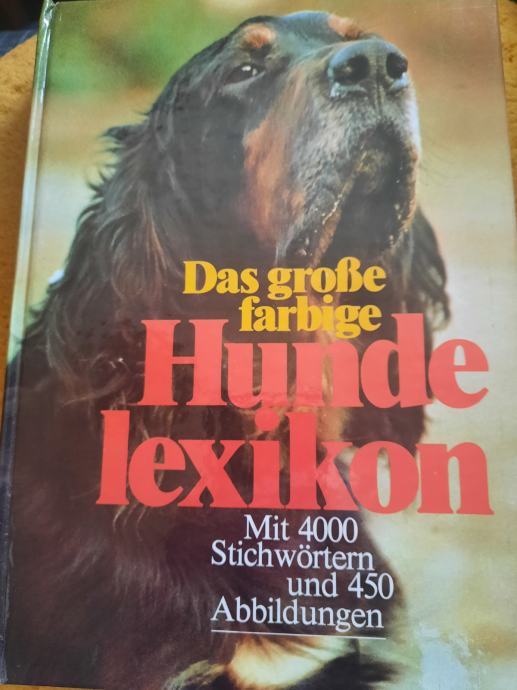 Das große
farbige
Hunde
lexikon
Mit 4000
Stichwörtern
und 450
Abbildungen